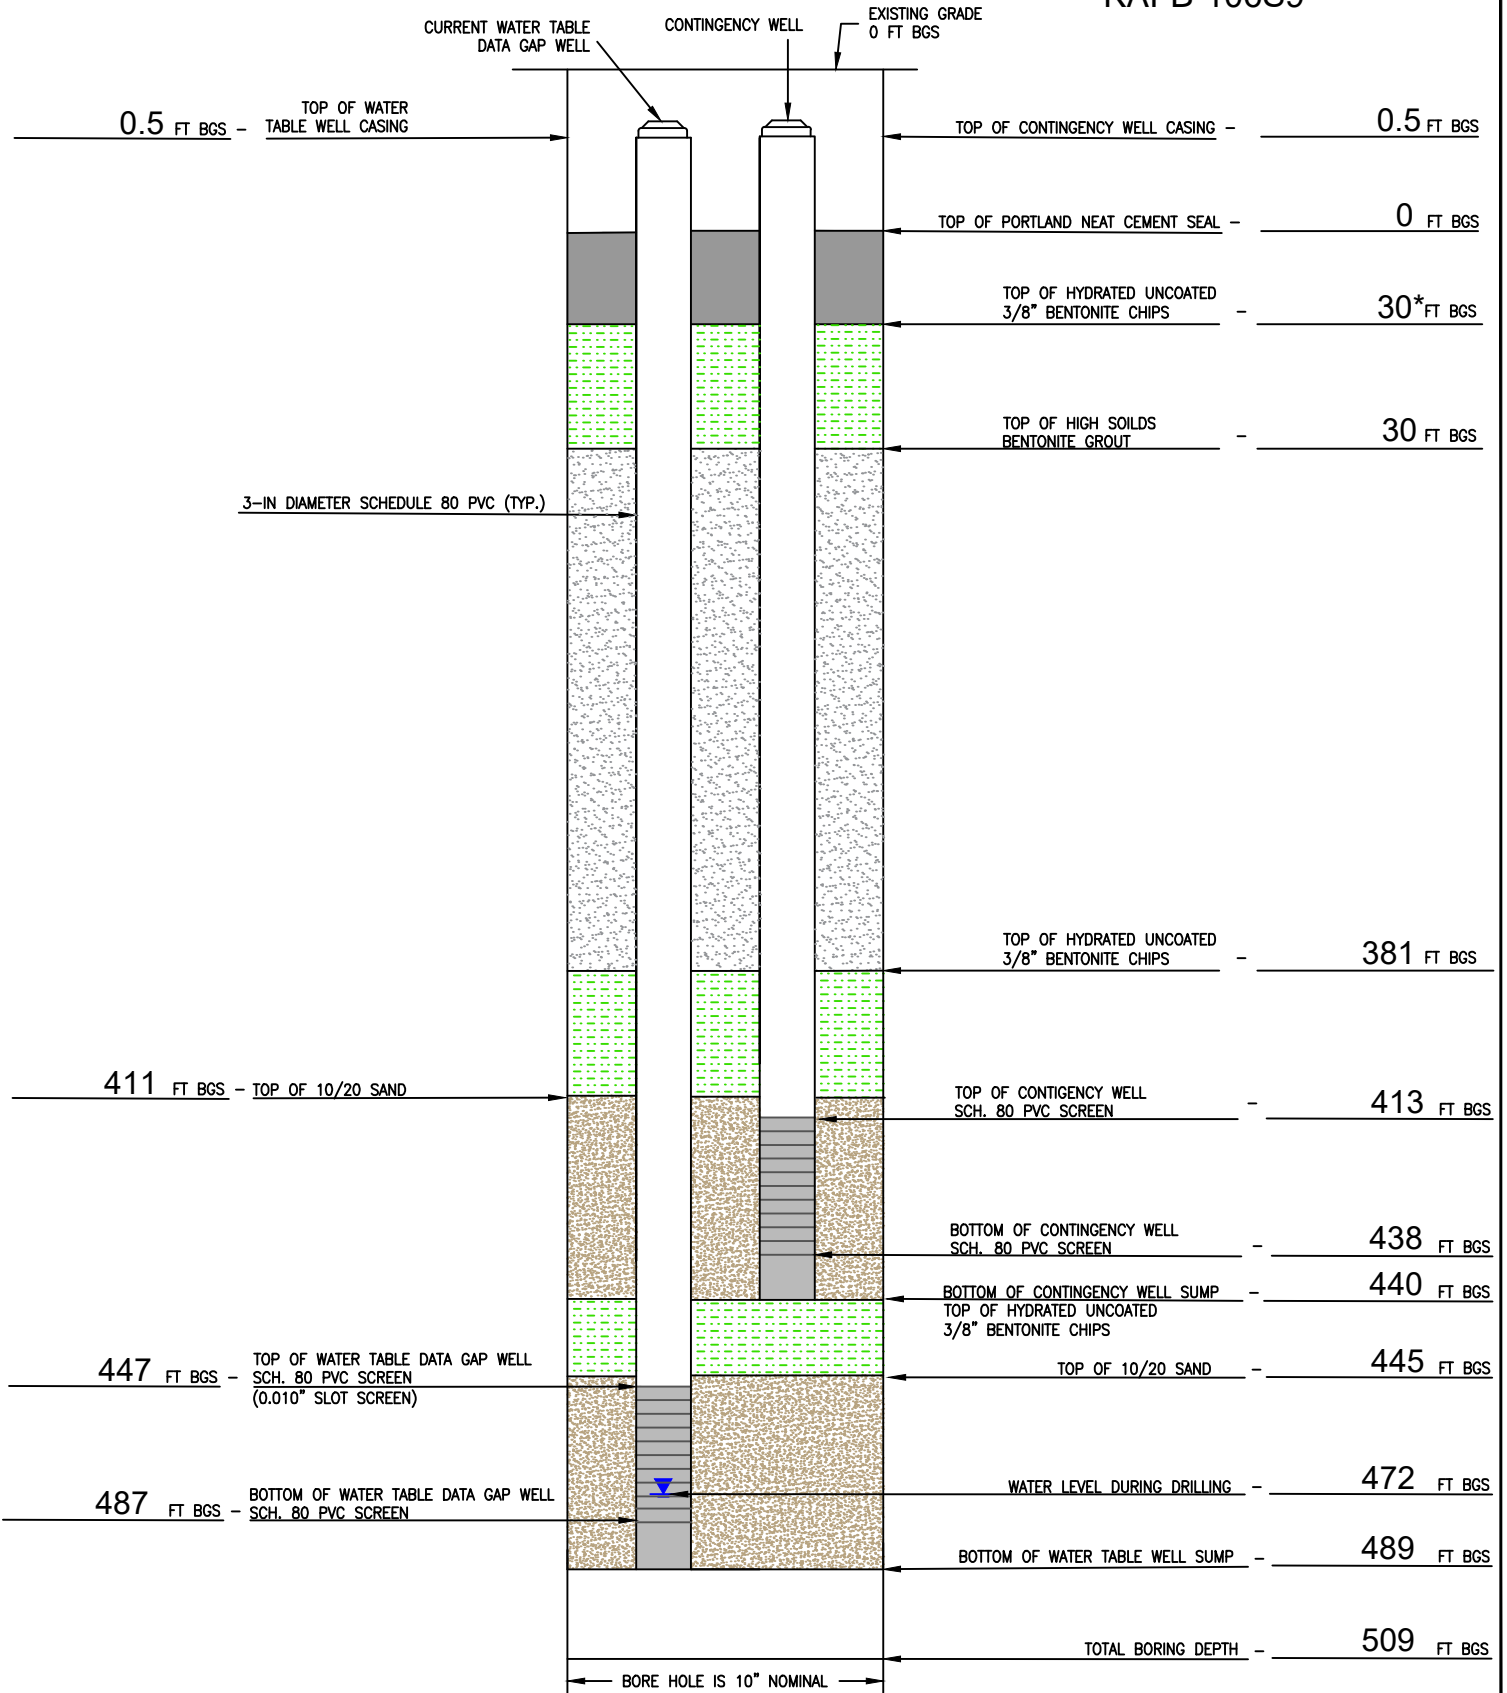 CURRENT WATER TABLE
DATA GAP WELL
CONTINGENCY WELL
EXISTING GRADE
0 FT BGS
0.5 FT BGS -
TOP OF WATER
TABLE WELL CASING
TOP OF CONTINGENCY WELL CASING - 0.5 FT BGS
TOP OF PORTLAND NEAT CEMENT SEAL - 0 FT BGS
TOP OF HYDRATED UNCOATED
3/8" BENTONITE CHIPS - 30* FT BGS
TOP OF HIGH SOILDS
BENTONITE GROUT - 30 FT BGS
3-IN DIAMETER SCHEDULE 80 PVC (TYP.)
TOP OF HYDRATED UNCOATED
3/8" BENTONITE CHIPS - 381 FT BGS
411 FT BGS - TOP OF 10/20 SAND
TOP OF CONTIGENCY WELL
SCH. 80 PVC SCREEN - 413 FT BGS
BOTTOM OF CONTINGENCY WELL
SCH. 80 PVC SCREEN - 438 FT BGS
BOTTOM OF CONTINGENCY WELL SUMP - 440 FT BGS
TOP OF HYDRATED UNCOATED
3/8" BENTONITE CHIPS
447 FT BGS -
TOP OF WATER TABLE DATA GAP WELL
SCH. 80 PVC SCREEN
(0.010" SLOT SCREEN)
TOP OF 10/20 SAND - 445 FT BGS
WATER LEVEL DURING DRILLING - 472 FT BGS
487 FT BGS -
BOTTOM OF WATER TABLE DATA GAP WELL
SCH. 80 PVC SCREEN
BOTTOM OF WATER TABLE WELL SUMP - 489 FT BGS
TOTAL BORING DEPTH - 509 FT BGS
BORE HOLE IS 10" NOMINAL